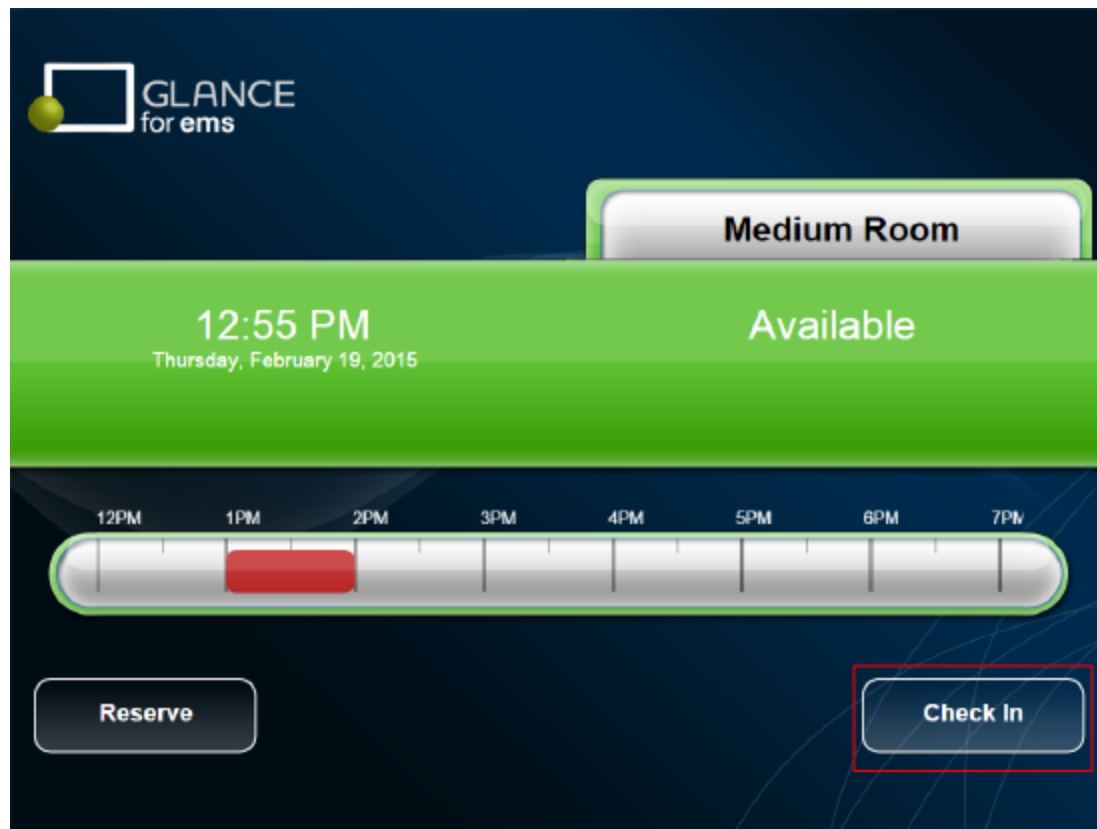 GLANCE
for ems
Medium Room
12:55 PM
Available
Thursday, February 19, 2015
12PM 1PM 2PM 3PM 4PM 5PM 6PM 7PM
Reserve
Check In